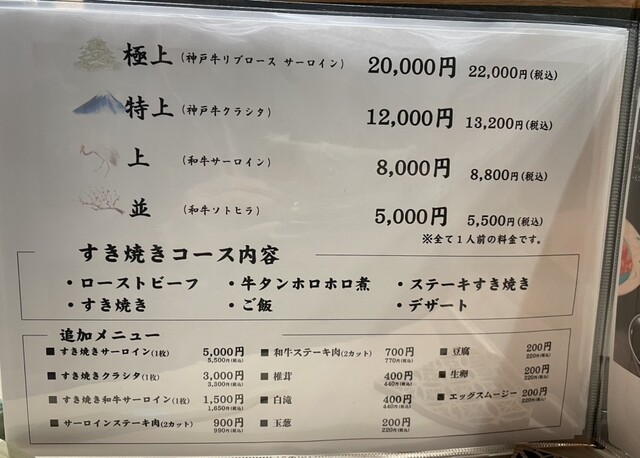 極上 (神戸牛リブロース サーロイン) 20,000円 22,000円(税込)
特上 (神戸牛クラシタ) 12,000円 13,200円(税込)
上 (和牛サーロイン) 8,000円 8,800円(税込)
並 (和牛ソトヒラ) 5,000円 5,500円(税込)
※全て1人前の料金です。
すき焼きコース内容
・ローストビーフ ・牛タンホロホロ煮 ・ステーキすき焼き
・すき焼き ・ご飯 ・デザート
追加メニュー
■ すき焼きサーロイン(1枚) 5,000円
5,500円(税込)
■ すき焼きクラシタ(1枚) 3,000円
3,300円(税込)
■ すき焼き和牛サーロイン(1枚) 1,500円
1,650円(税込)
■ サーロインステーキ肉(2カット) 900円
990円(税込)
■ 和牛ステーキ肉(2カット) 700円
770円(税込)
■ 椎茸 400円
440円(税込)
■ 白滝 400円
440円(税込)
■ 玉葱 200円
220円(税込)
■ 豆腐 200円
220円(税込)
■ 生卵 200円
220円(税込)
■ エッグスムージー 200円
220円(税込)